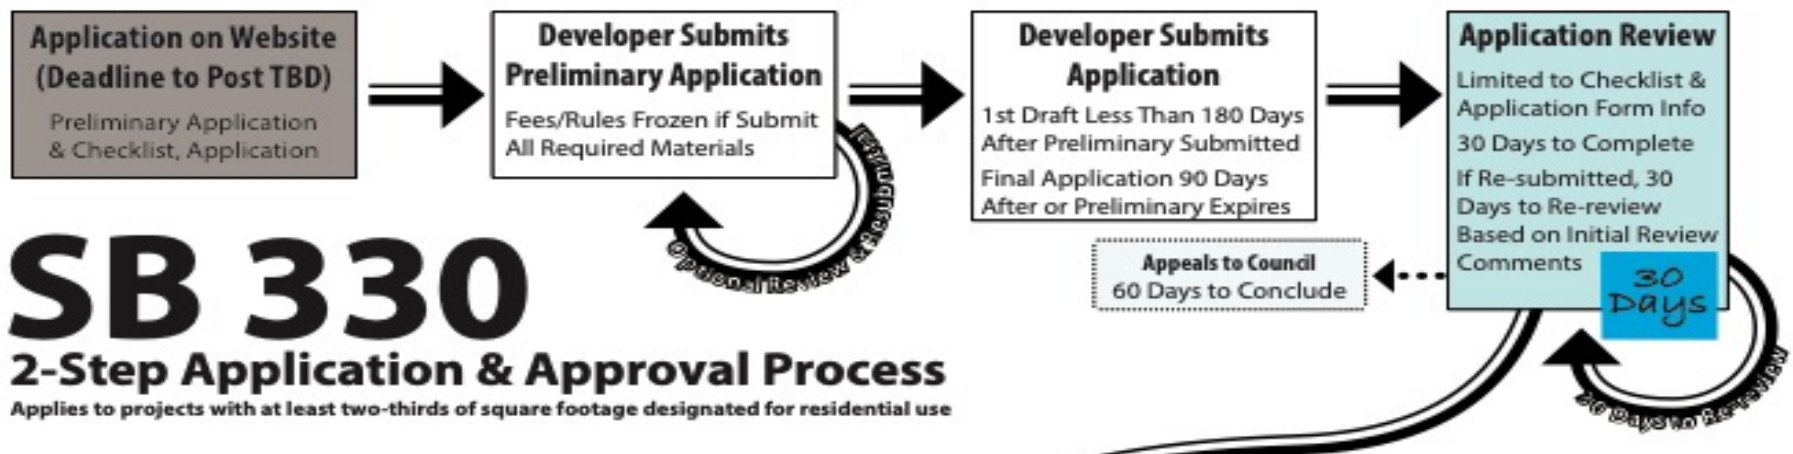 Application on Website
(Deadline to Post TBD)
Preliminary Application
& Checklist, Application
Developer Submits
Preliminary Application
Fees/Rules Frozen if Submit
All Required Materials
Optional Review & Resubmittal
Developer Submits
Application
1st Draft Less Than 180 Days
After Preliminary Submitted
Final Application 90 Days
After or Preliminary Expires
Application Review
Limited to Checklist &
Application Form Info
30 Days to Complete
If Re-submitted, 30
Days to Re-review
Based on Initial Review
Comments
30
Days
30 Days to Re-review
Appeals to Council
60 Days to Conclude
SB 330
2-Step Application & Approval Process
Applies to projects with at least two-thirds of square footage designated for residential use